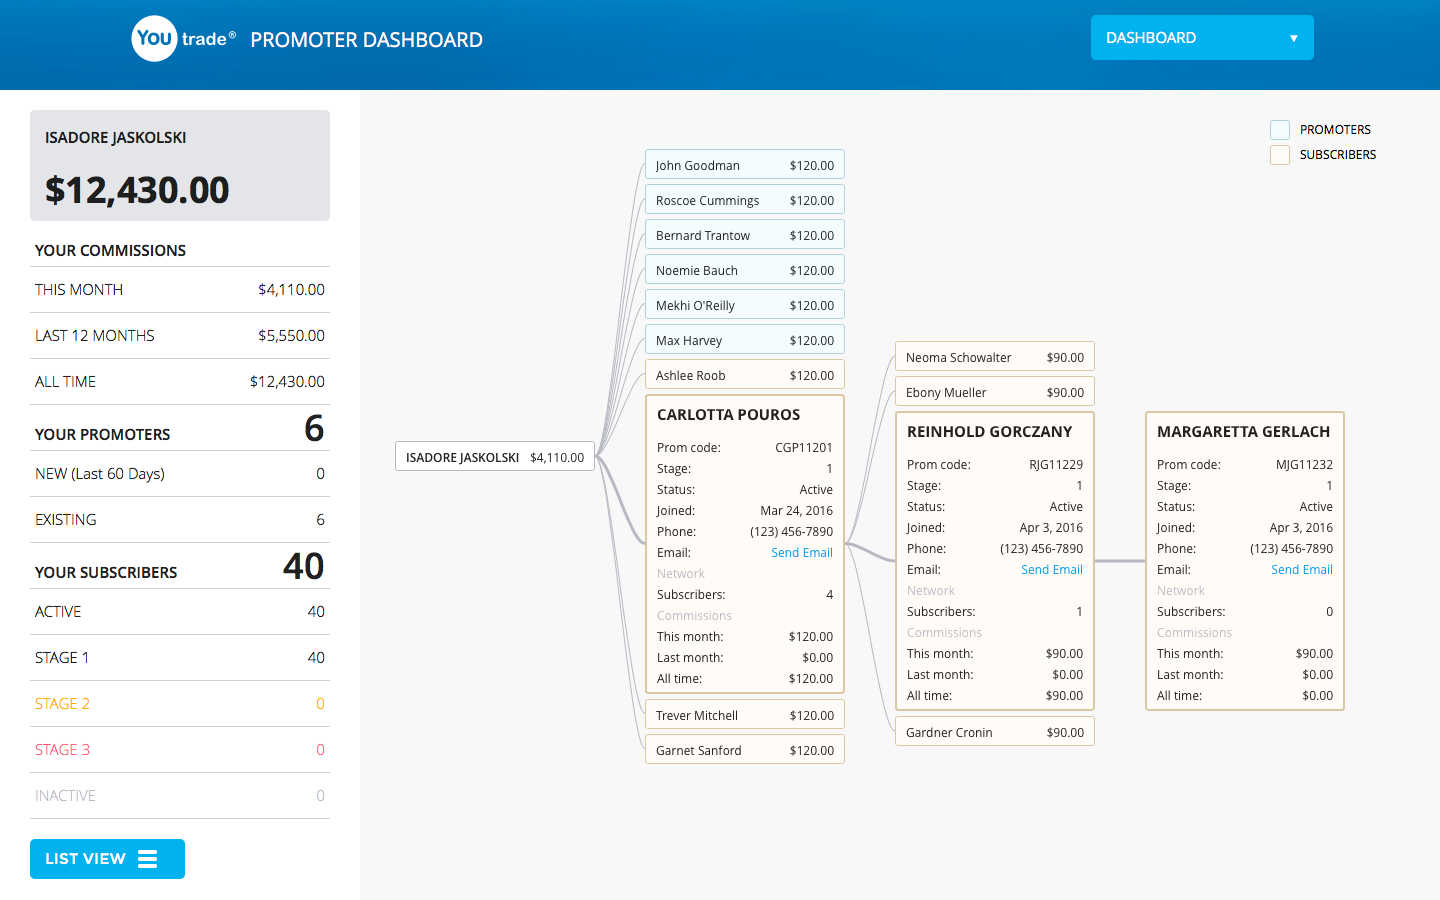 You trade® PROMOTER DASHBOARD
DASHBOARD ▼
ISADORE JASKOLSKI
$12,430.00
YOUR COMMISSIONS
THIS MONTH $4,110.00
LAST 12 MONTHS $5,550.00
ALL TIME $12,430.00
YOUR PROMOTERS 6
NEW (Last 60 Days) 0
EXISTING 6
YOUR SUBSCRIBERS 40
ACTIVE 40
STAGE 1 40
STAGE 2 0
STAGE 3 0
INACTIVE 0
LIST VIEW
PROMOTERS
SUBSCRIBERS
ISADORE JASKOLSKI $4,110.00
John Goodman $120.00
Roscoe Cummings $120.00
Bernard Trantow $120.00
Noemie Bauch $120.00
Mekhi O'Reilly $120.00
Max Harvey $120.00
Ashlee Roob $120.00
CARLOTTA POUROS
Prom code: CGP11201
Stage: 1
Status: Active
Joined: Mar 24, 2016
Phone: (123) 456-7890
Email: Send Email
Network
Subscribers: 4
Commissions
This month: $120.00
Last month: $0.00
All time: $120.00
Trever Mitchell $120.00
Garnet Sanford $120.00
Neoma Schowalter $90.00
Ebony Mueller $90.00
REINHOLD GORCZANY
Prom code: RJG11229
Stage: 1
Status: Active
Joined: Apr 3, 2016
Phone: (123) 456-7890
Email: Send Email
Network
Subscribers: 1
Commissions
This month: $90.00
Last month: $0.00
All time: $90.00
Gardner Cronin $90.00
MARGARETTA GERLACH
Prom code: MJG11232
Stage: 1
Status: Active
Joined: Apr 3, 2016
Phone: (123) 456-7890
Email: Send Email
Network
Subscribers: 0
Commissions
This month: $90.00
Last month: $0.00
All time: $0.00